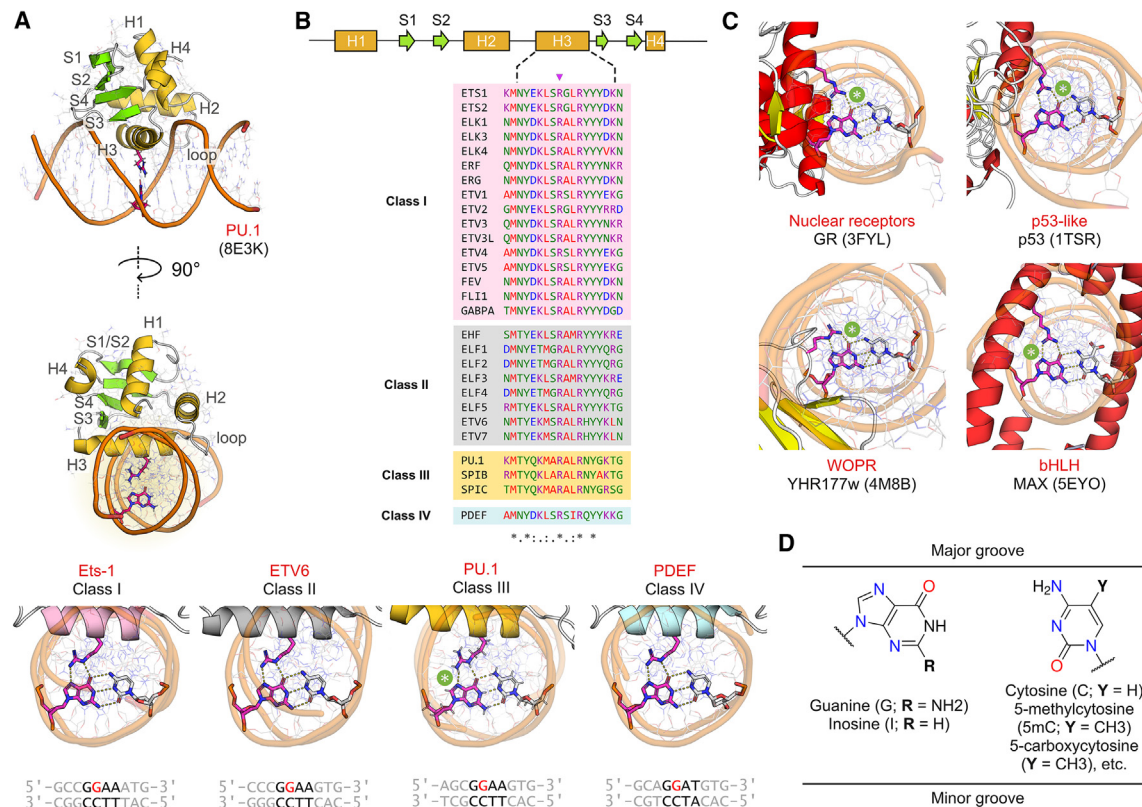 A
H1
S1
H4
S2
S4
H2
S3
H3
loop
PU.1
(8E3K)
90°
H1
S1/S2
H4
S4
H2
S3
loop
H3
B
S1
S2
S3
S4
H1
H2
H3
H4
Class I
ETS1 KMNYEKLSRGLRYYYDKN
ETS2 KMNYEKLSRGLRYYYDKN
ELK1 NMNYDKLSRALRYYYDKN
ELK3 NMNYDKLSRALRYYYDKN
ELK4 NMNYDKLSRALRYYYVKN
ERF QMNYDKLSRALRYYYNKR
ERG NMNYDKLSRALRYYYDKN
ETV1 AMNYDKLSRSLRYYYEKG
ETV2 GMNYEKLSRGLRYYYRRD
ETV3 QMNYDKLSRALRYYYNKR
ETV3L QMNYDKLSRALRYYYNKR
ETV4 AMNYDKLSRSLRYYYEKG
ETV5 AMNYDKLSRSLRYYYEKG
FEV NMNYDKLSRALRYYYDKN
FLI1 NMNYDKLSRALRYYYDKN
GABPA TMNYEKLSRALRYYYDGD
Class II
EHF SMTYEKLSRAMRYYYKRE
ELF1 DMNYETMGRALRYYYQRG
ELF2 DMNYETMGRALRYYYQRG
ELF3 NMTYEKLSRAMRYYYKRE
ELF4 DMNYETMGRALRYYYQRG
ELF5 RMTYEKLSRALRYYYKTG
ETV6 RMTYEKMSRALRHYYKLN
ETV7 NMTYEKMSRALRHYYKLN
Class III
PU.1 KMTYQKMARALRNYGKTG
SPIB RMTYQKLARALRNYAKTG
SPIC TMTYQKMARALRNYGKTG
Class IV
PDEF AMNYDKLSRSIRQYYKKG
*.*:.:.*.:* *
C
Nuclear receptors
GR (3FYL)
p53-like
p53 (1TSR)
WOPR
YHR177w (4M8B)
bHLH
MAX (5EYO)
Ets-1
Class I
5'-GCCGGAAATG-3'
3'-CGGCCTTTAC-5'
ETV6
Class II
5'-CCCGGAAGTG-3'
3'-GGGCCTTCAC-5'
PU.1
Class III
5'-AGCGGAAGTG-3'
3'-TCGCCTTCAC-5'
PDEF
Class IV
5'-GCAGGATGTG-3'
3'-CGTCCTACAC-5'
D
Major groove
N
N
N
O
NH
R
H2N
Y
N
N
O
Guanine (G; R = NH2)
Inosine (I; R = H)
Cytosine (C; Y = H)
5-methylcytosine
(5mC; Y = CH3)
5-carboxycytosine
(Y = CH3), etc.
Minor groove